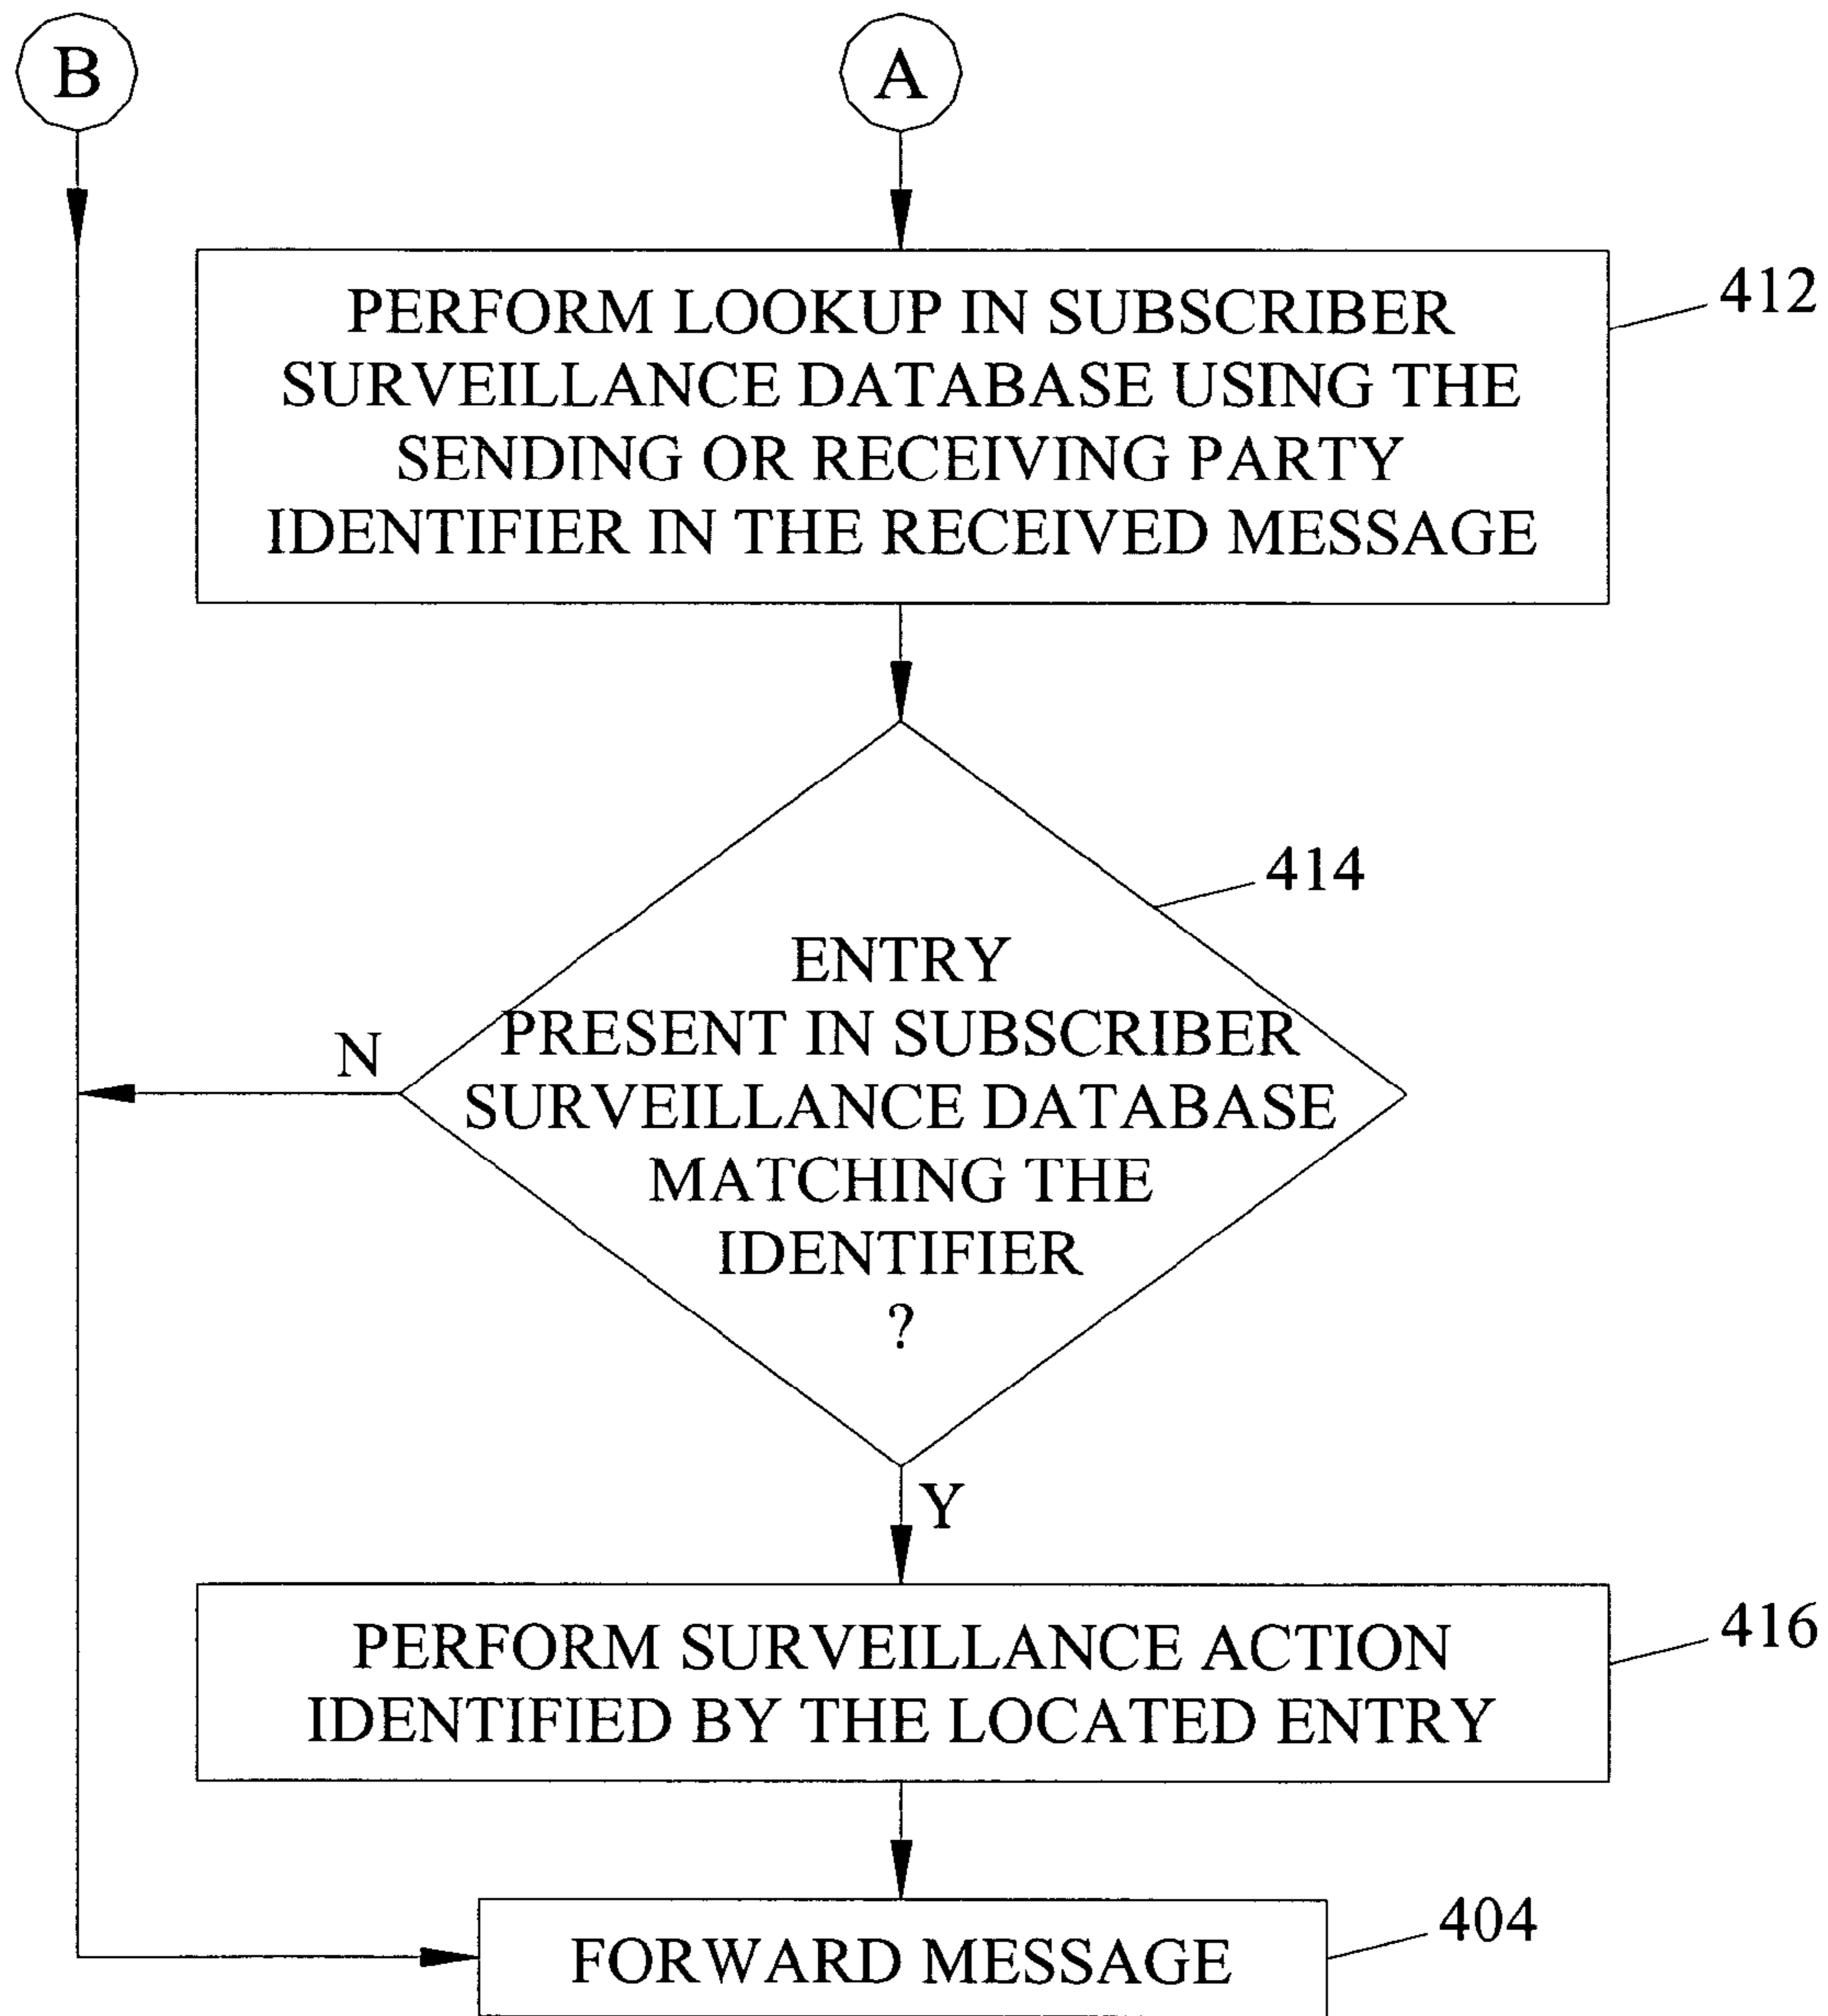 B
A
PERFORM LOOKUP IN SUBSCRIBER
SURVEILLANCE DATABASE USING THE
SENDING OR RECEIVING PARTY
IDENTIFIER IN THE RECEIVED MESSAGE
412
414
ENTRY
PRESENT IN SUBSCRIBER
SURVEILLANCE DATABASE
MATCHING THE
IDENTIFIER
?
N
Y
PERFORM SURVEILLANCE ACTION
IDENTIFIED BY THE LOCATED ENTRY
416
FORWARD MESSAGE
404